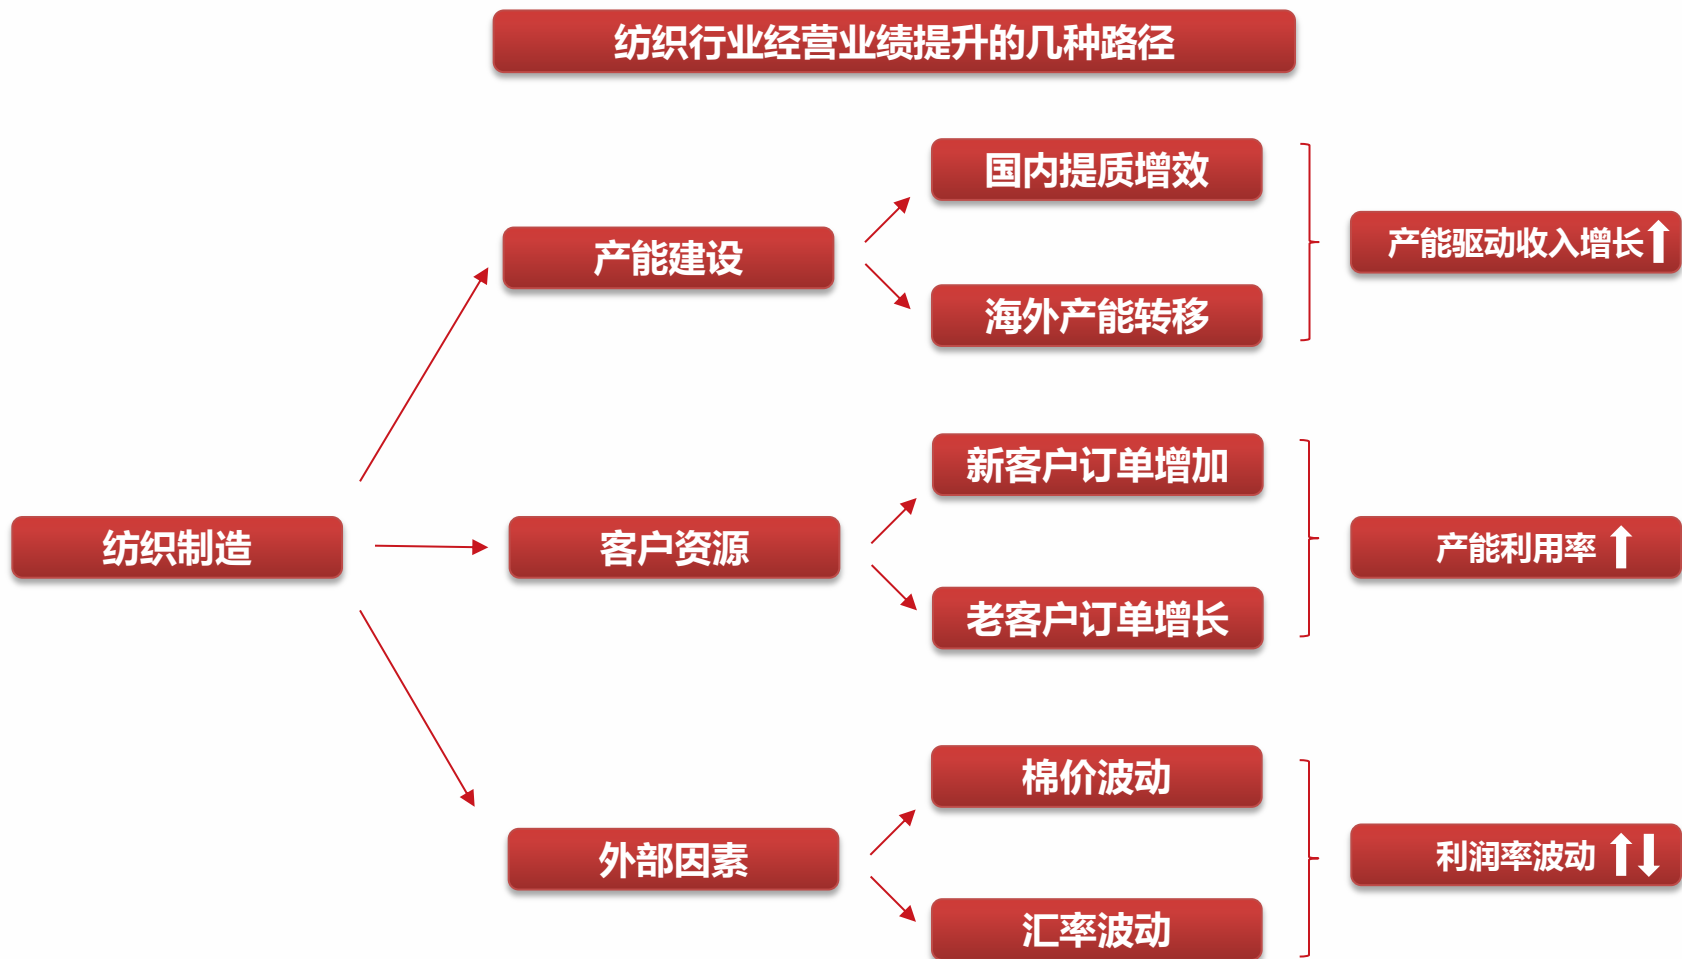 纺织行业经营业绩提升的几种路径
国内提质增效
产能建设
产能驱动收入增长
海外产能转移
新客户订单增加
纺织制造
客户资源
产能利用率
老客户订单增长
棉价波动
外部因素
利润率波动
汇率波动